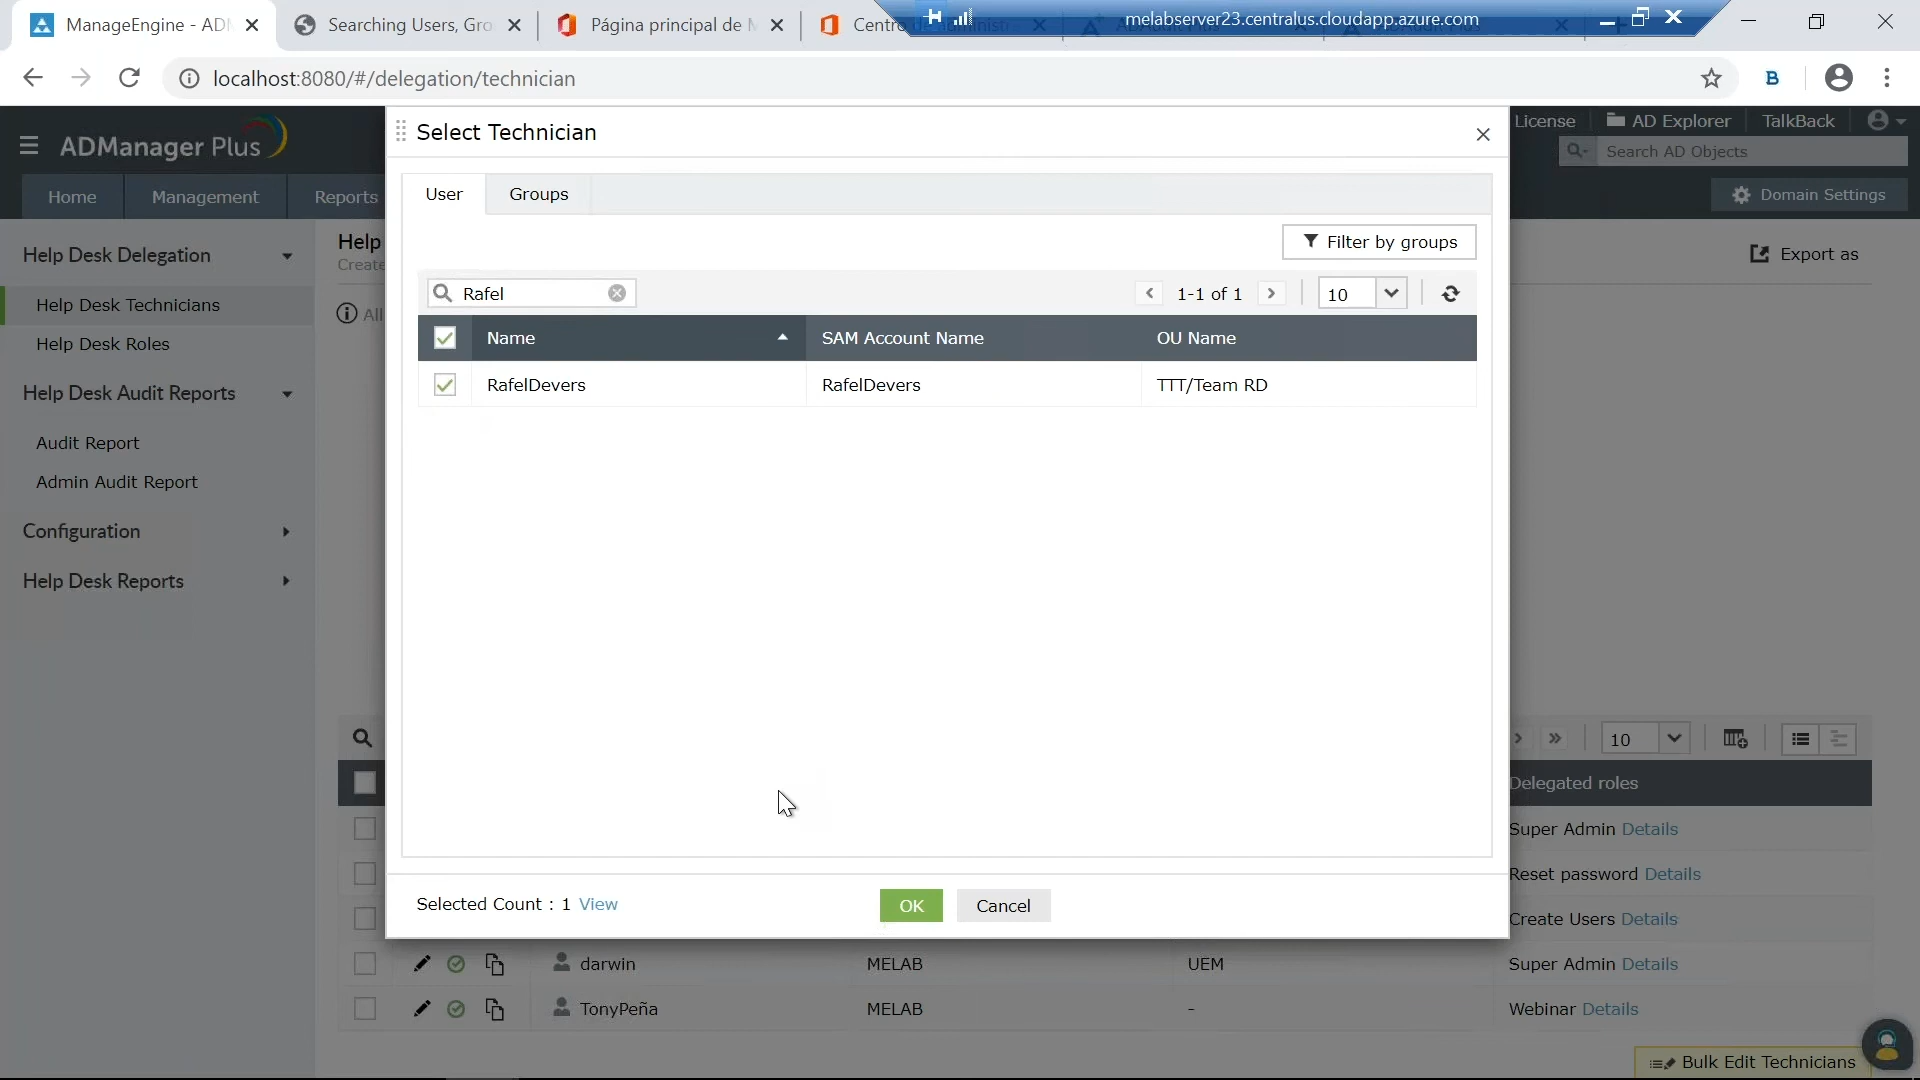 ManageEngine - AD
Searching Users, Gro
Página principal de
Centro
melabserver23.centralus.cloudapp.azure.com
localhost:8080/#/delegation/technician
ADManager Plus
License
AD Explorer
TalkBack
Search AD Objects
Home
Management
Reports
Domain Settings
Help Desk Delegation
Help Desk Technicians
Help Desk Roles
Help Desk Audit Reports
Audit Report
Admin Audit Report
Configuration
Help Desk Reports
Help
Create
All
Export as
Select Technician
User
Groups
Filter by groups
Rafel
1-1 of 1
10
Name
SAM Account Name
OU Name
RafelDevers
RafelDevers
TTT/Team RD
Selected Count : 1 View
OK
Cancel
10
Delegated roles
Super Admin Details
Reset password Details
Create Users Details
darwin
MELAB
UEM
Super Admin Details
TonyPeña
MELAB
-
Webinar Details
Bulk Edit Technicians